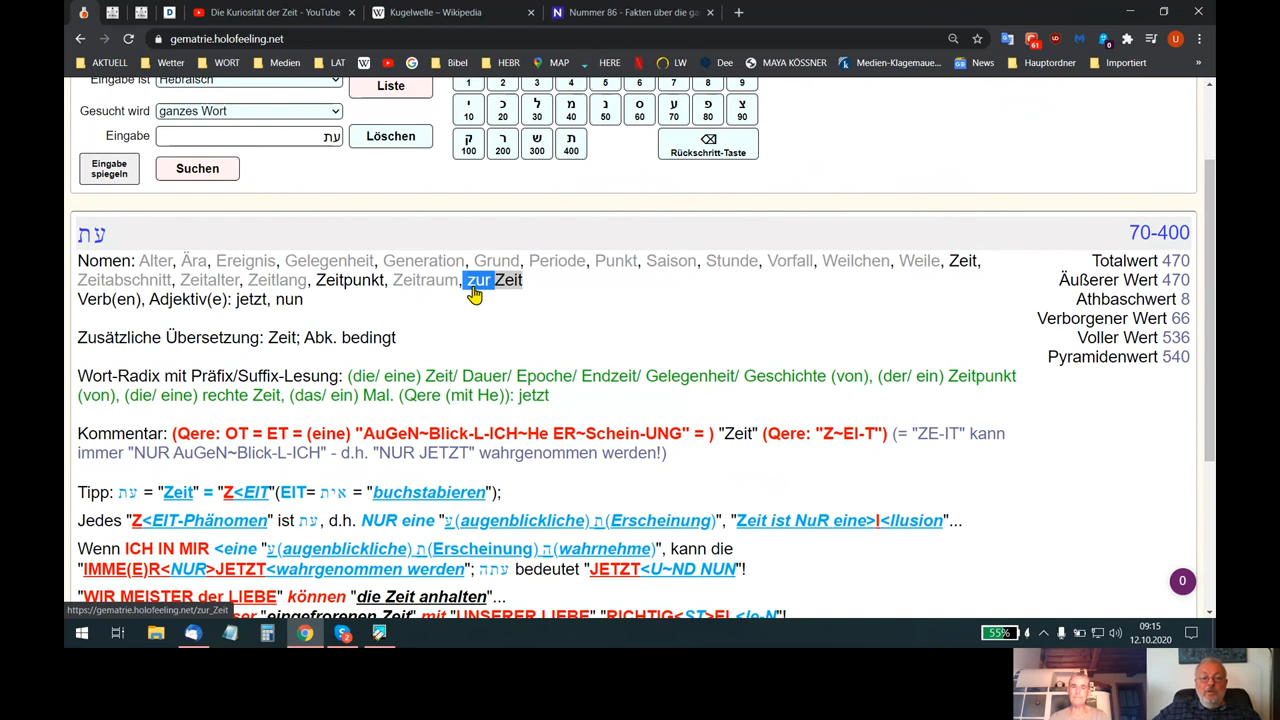 Die Kuriosität der Zeit - YouTube
Kugelwelle – Wikipedia
Nummer 86 - Fakten über die ga
gematrie.holofeeling.net
AKTUELL Wetter WORT Medien LAT Bibel HEBR MAP HERE LW Dee MAYA KÖSSNER Medien-Klagemaue... News Hauptordner Importiert »
Eingabe ist Hebräisch
Liste
1 2 3 4 5 6 7 8 9
Gesucht wird ganzes Wort
י כ ל מ נ ס ע פ צ
10 20 30 40 50 60 70 80 90
Eingabe עת
Löschen
ק ר ש ת
100 200 300 400
Rückschritt-Taste
Eingabe spiegeln
Suchen
עת 70-400
Nomen: Alter, Ära, Ereignis, Gelegenheit, Generation, Grund, Periode, Punkt, Saison, Stunde, Vorfall, Weilchen, Weile, Zeit,
Zeitabschnitt, Zeitalter, Zeitlang, Zeitpunkt, Zeitraum, zur Zeit
Verb(en), Adjektiv(e): jetzt, nun
Totalwert 470
Äußerer Wert 470
Athbaschwert 8
Verborgener Wert 66
Voller Wert 536
Pyramidenwert 540
Zusätzliche Übersetzung: Zeit; Abk. bedingt
Wort-Radix mit Präfix/Suffix-Lesung: (die/ eine) Zeit/ Dauer/ Epoche/ Endzeit/ Gelegenheit/ Geschichte (von), (der/ ein) Zeitpunkt
(von), (die/ eine) rechte Zeit, (das/ ein) Mal. (Qere (mit He)): jetzt
Kommentar: (Qere: OT = ET = (eine) "AuGeN~Blick-L-ICH~He ER~Schein-UNG" = ) "Zeit" (Qere: "Z~EI-T") (= "ZE-IT" kann
immer "NUR AuGeN~Blick-L-ICH" - d.h. "NUR JETZT" wahrgenommen werden!)
Tipp: עת = "Zeit" = "Z<EIT"(EIT= אית = "buchstabieren");
Jedes "Z<EIT-Phänomen" ist עת, d.h. NUR eine "ע(augenblickliche) ת(Erscheinung)", "Zeit ist NuR eine>I<llusion"...
Wenn ICH IN MIR <eine "ע(augenblickliche) ת(Erscheinung) ה(wahrnehme)", kann die
"IMME(E)R<NUR>JETZT<wahrgenommen werden"; עתה bedeutet "JETZT<U~ND NUN"!
"WIR MEISTER der LIEBE" können "die Zeit anhalten"...
"eingefrorenen Zeit" mit "UNSERER LIEBE" "RICHTIG<ST>EL<le-N"!
0
https://gematrie.holofeeling.net/zur_Zeit
55%
09:15
12.10.2020